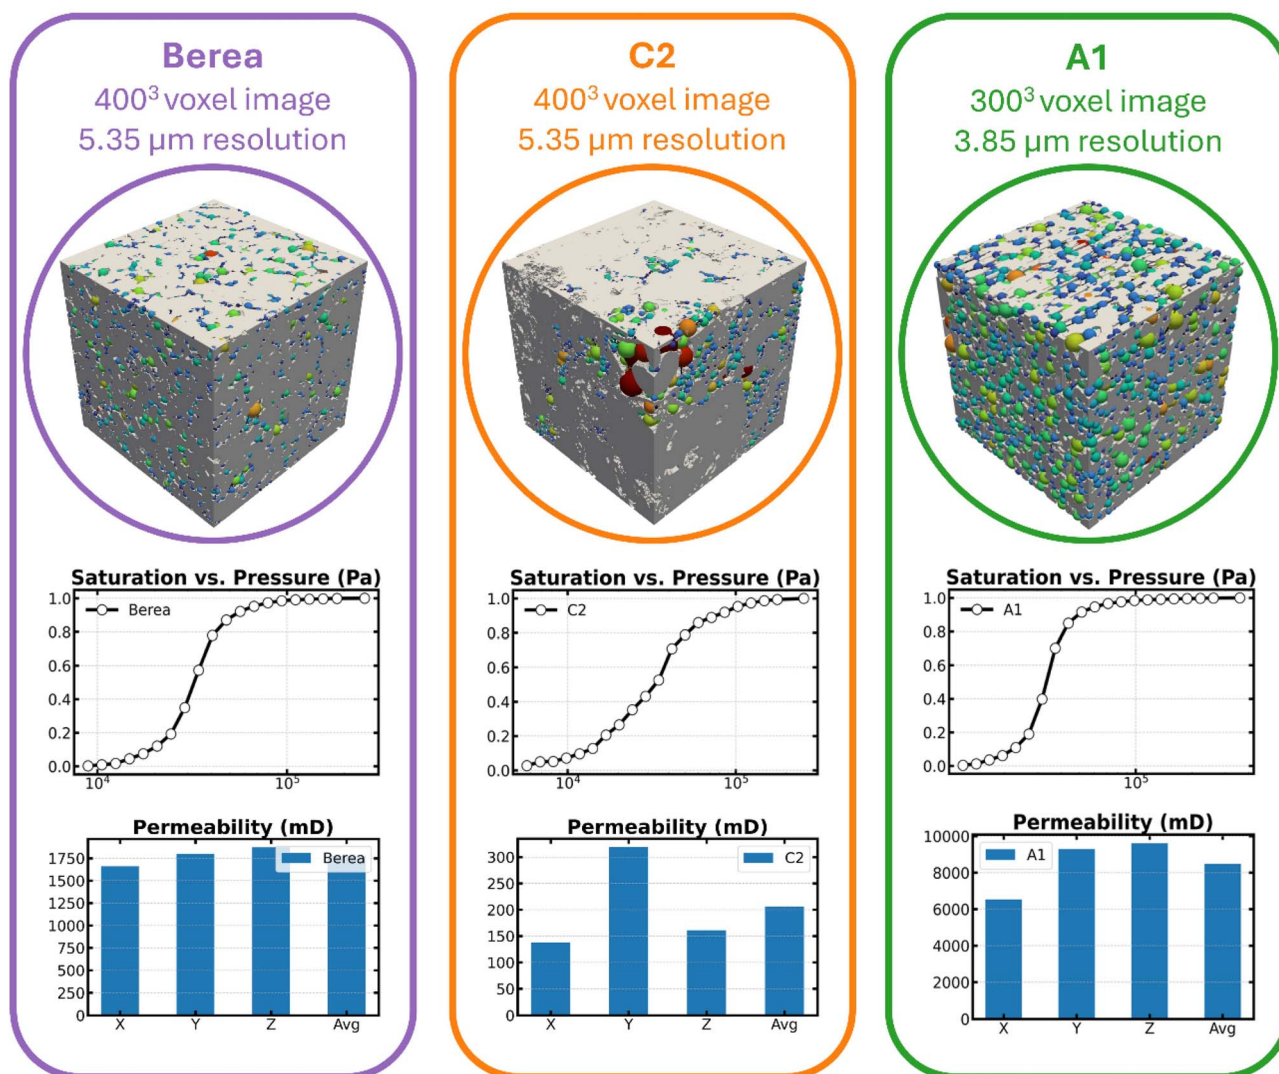 Berea
400³ voxel image
5.35 µm resolution
Saturation vs. Pressure (Pa)
1.0
0.8
0.6
0.4
0.2
0.0
Berea
10⁴
10⁵
Permeability (mD)
1750
1500
1250
1000
750
500
250
0
Berea
X
Y
Z
Avg
C2
400³ voxel image
5.35 µm resolution
Saturation vs. Pressure (Pa)
1.0
0.8
0.6
0.4
0.2
0.0
C2
10⁴
10⁵
Permeability (mD)
300
250
200
150
100
50
0
C2
X
Y
Z
Avg
A1
300³ voxel image
3.85 µm resolution
Saturation vs. Pressure (Pa)
1.0
0.8
0.6
0.4
0.2
0.0
A1
10⁵
Permeability (mD)
10000
8000
6000
4000
2000
0
A1
X
Y
Z
Avg